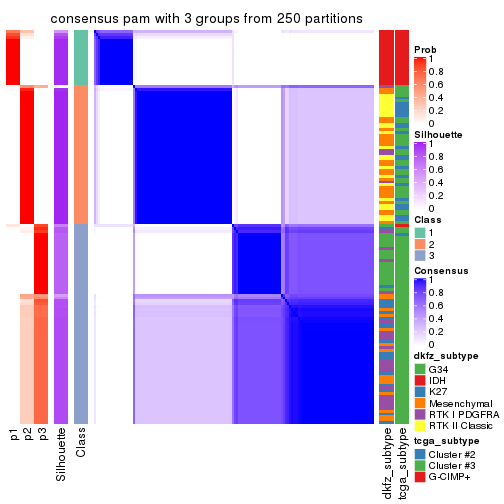 consensus pam with 3 groups from 250 partitions
Prob
1
0.8
0.6
0.4
0.2
0
Silhouette
1
0.8
0.6
0.4
0.2
0
Class
1
2
3
Consensus
1
0.8
0.6
0.4
0.2
0
dkfz_subtype
G34
IDH
K27
Mesenchymal
RTK I PDGFRA
RTK II Classic
tcga_subtype
Cluster #2
Cluster #3
G-CIMP+
p1
p2
p3
Silhouette
Class
dkfz_subtype
tcga_subtype